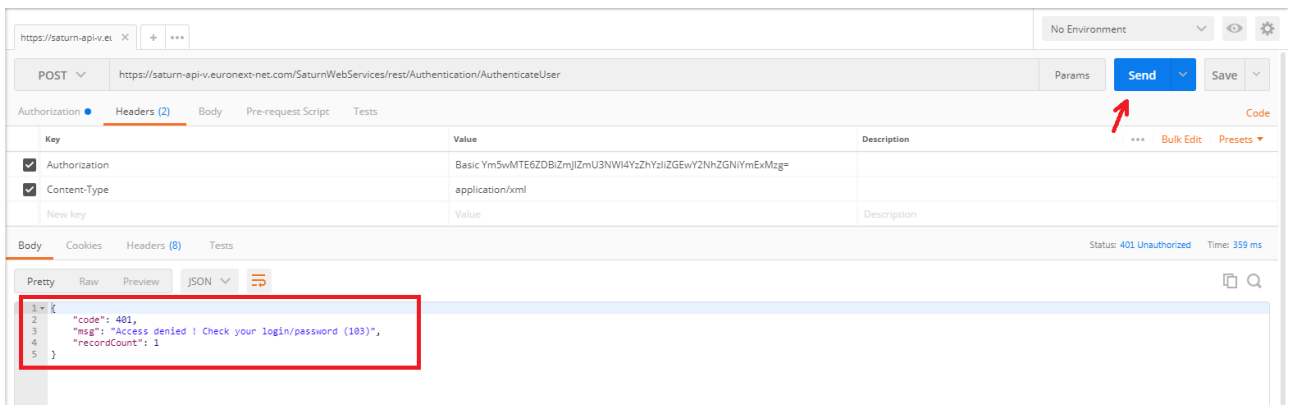 https://saturn-api-v.eu × + •••
No Environment
POST https://saturn-api-v.euronext-net.com/SaturnWebServices/rest/Authentication/AuthenticateUser Params Send Save
Authorization Headers (2) Body Pre-request Script Tests Code
Key Value Description ••• Bulk Edit Presets
Authorization Basic Ym5wMTE6ZDBiZmJlZmU3NWI4YzZhYzliZGEwY2NhZGNiYmExMzg=
Content-Type application/xml
New key Value Description
Body Cookies Headers (8) Tests Status: 401 Unauthorized Time: 359 ms
Pretty Raw Preview JSON
1 {
2 "code": 401,
3 "msg": "Access denied ! Check your login/password (103)",
4 "recordCount": 1
5 }